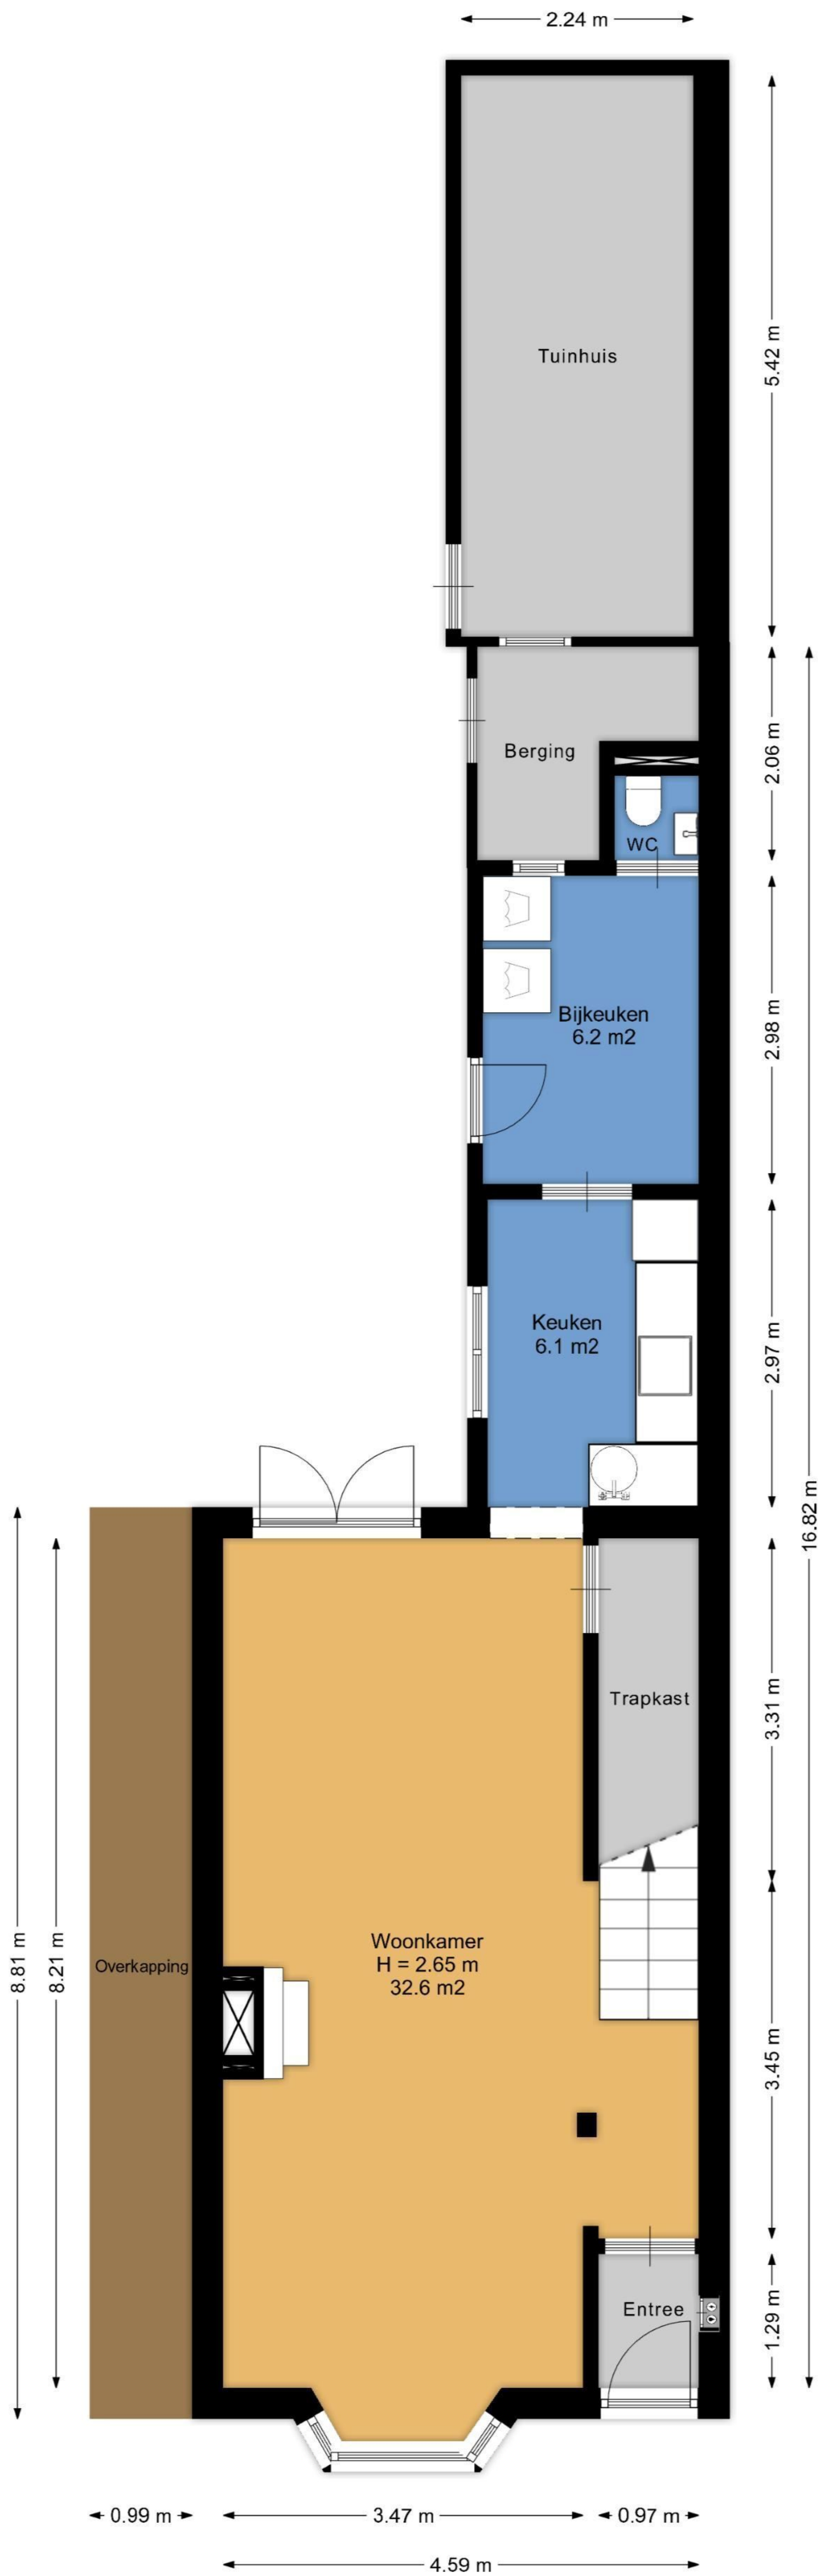 2.24 m
Tuinhuis
5.42 m
Berging
2.06 m
WC
Bijkeuken
6.2 m2
2.98 m
Keuken
6.1 m2
2.97 m
16.82 m
Trapkast
3.31 m
Woonkamer
H = 2.65 m
32.6 m2
Overkapping
8.81 m
8.21 m
3.45 m
Entree
1.29 m
0.99 m
3.47 m
0.97 m
4.59 m